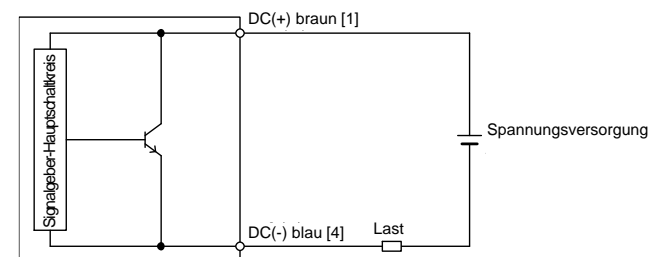 DC(+) braun [1]
Signalgeber-Hauptschaltkreis
Spannungsversorgung
DC(-) blau [4]
Last